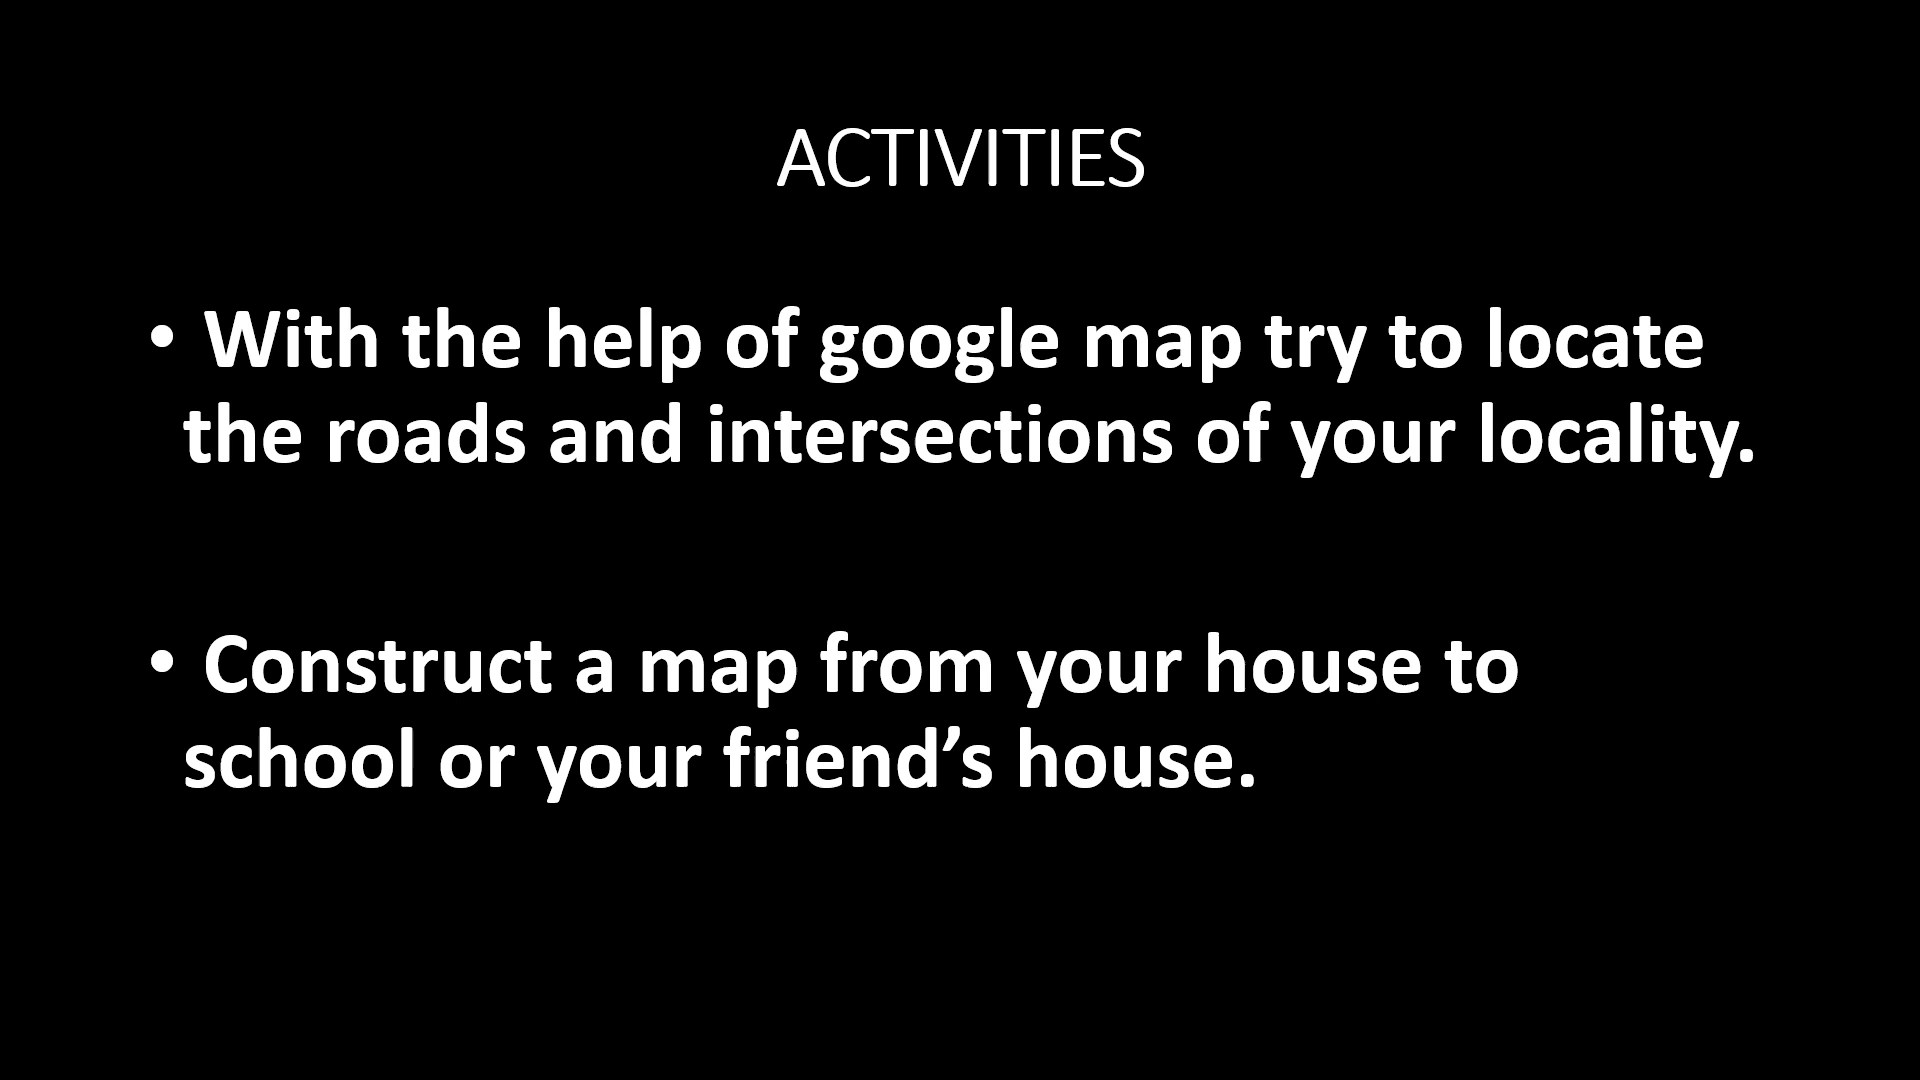 ACTIVITIES
• With the help of google map try to locate
the roads and intersections of your locality.
• Construct a map from your house to
school or your friend’s house.